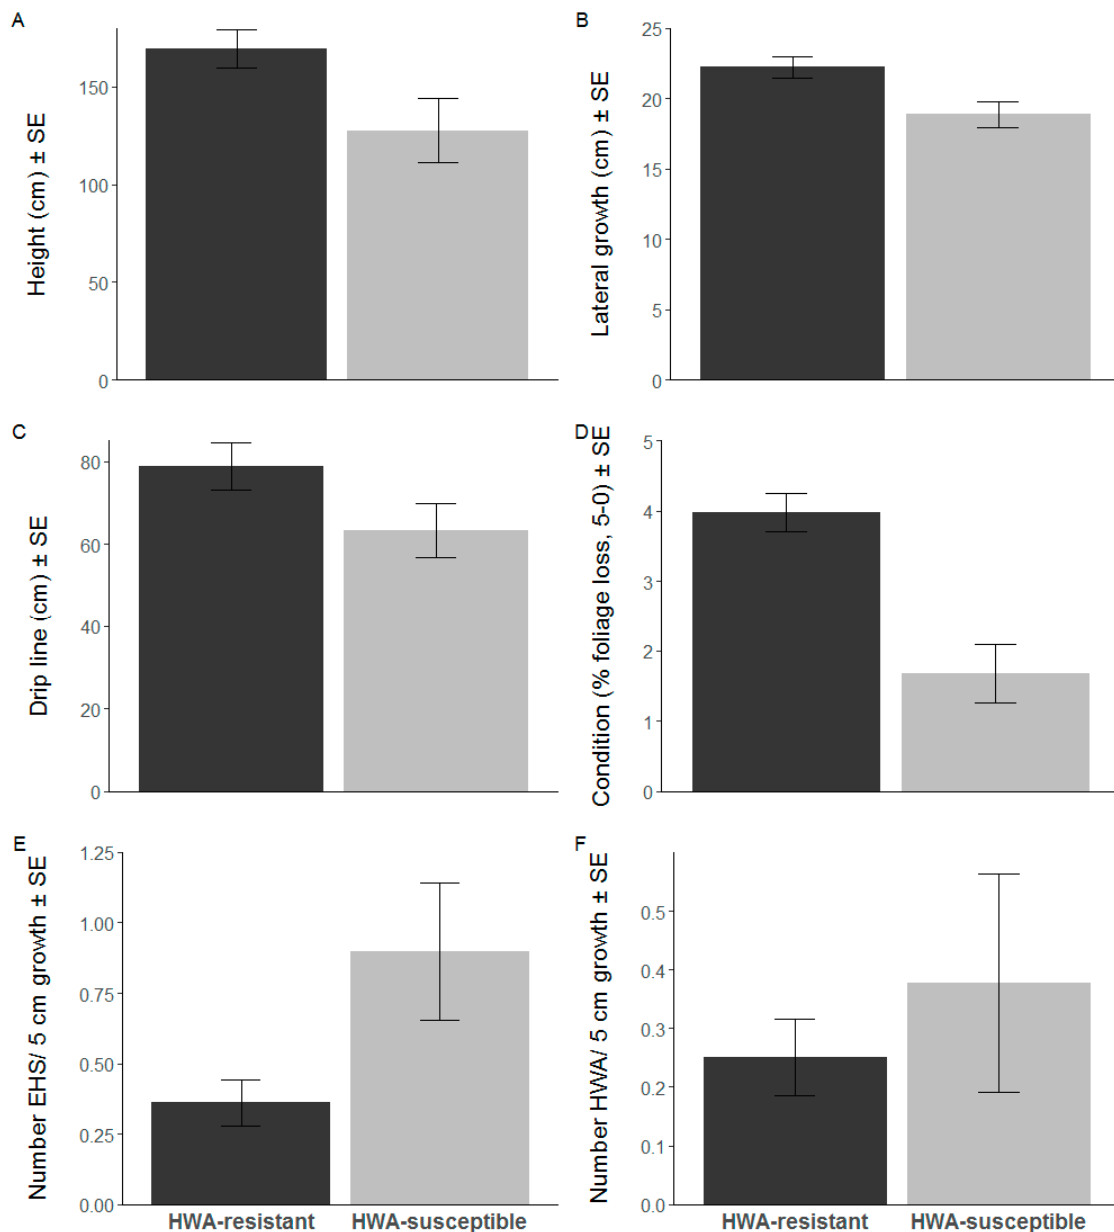 A
Height (cm) ± SE
150
100
50
0
B
Lateral growth (cm) ± SE
25
20
15
10
5
0
C
Drip line (cm) ± SE
80
60
40
20
0
D
Condition (% foliage loss, 5-0) ± SE
5
4
3
2
1
0
E
Number EHS/ 5 cm growth ± SE
1.25
1.00
0.75
0.50
0.25
0.00
HWA-resistant HWA-susceptible
F
Number HWA/ 5 cm growth ± SE
0.5
0.4
0.3
0.2
0.1
0.0
HWA-resistant HWA-susceptible